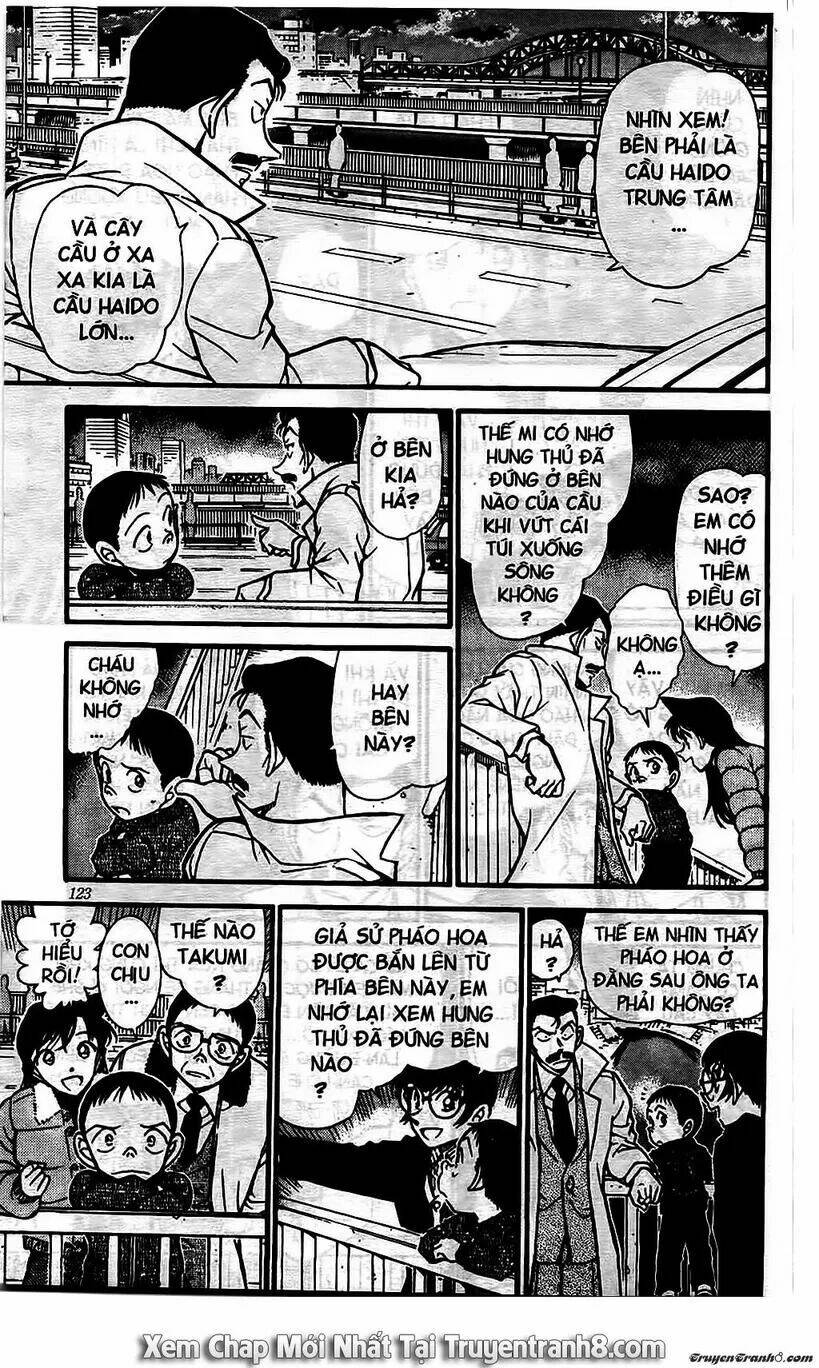 NHÌN XEM!
BÊN PHẢI LÀ
CẦU HAIDO
TRUNG TÂM
...
VÀ CÂY
CẦU Ở XA
XA KIA LÀ
CẦU HAIDO
LỚN...
SAO?
EM CÓ
NHỚ
THÊM
ĐIỀU GÌ
KHÔNG
?
KHÔNG
Ạ...
THẾ MI CÓ NHỚ
HUNG THỦ ĐÃ
ĐỨNG Ở BÊN
NÀO CỦA CẦU
KHI VỨT CÁI
TÚI XUỐNG
SÔNG
KHÔNG
?
Ở BÊN
KIA
HẢ?
HAY
BÊN
NÀY?
CHÁU
KHÔNG
NHỚ
...
123
THẾ EM NHÌN THẤY
PHÁO HOA Ở
ĐẰNG SAU ÔNG TA
PHẢI KHÔNG?
HẢ
?
GIẢ SỬ PHÁO HOA
ĐƯỢC BẮN LÊN TỪ
PHÍA BÊN NÀY, EM
NHỚ LẠI XEM HUNG
THỦ ĐÃ ĐỨNG BÊN
NÀO
?
THẾ NÀO
TAKUMI
?
CON
CHỊU
...
TỚ
HIỂU
RỒI!
Xem Chap Mới Nhất Tại Truyentranh8.com
TruyenTranh8.com